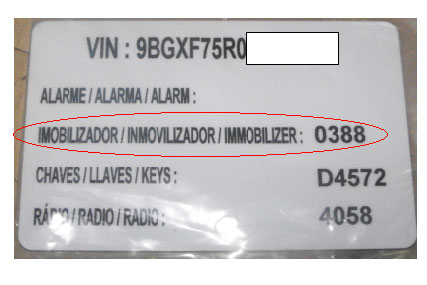 VIN : 9BGXF75R0
ALARME / ALARMA / ALARM :
IMOBILIZADOR / INMOVILIZADOR / IMMOBILIZER : 0388
CHAVES / LLAVES / KEYS : D4572
RÁDIO / RADIO / RADIO : 4058